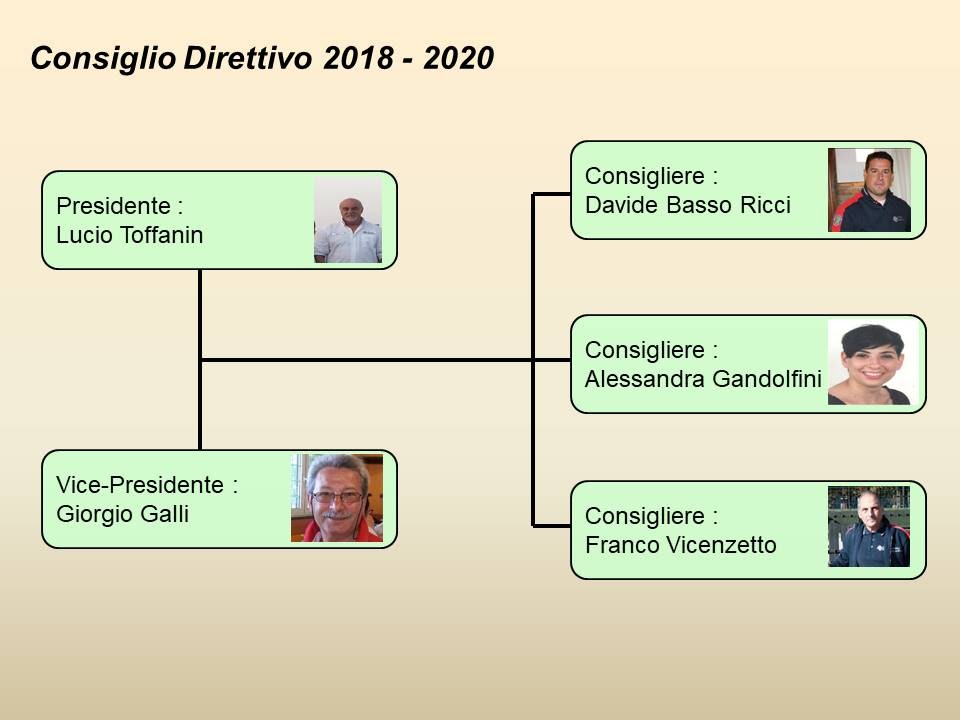 Consiglio Direttivo 2018 - 2020
Presidente :
Lucio Toffanin
Vice-Presidente :
Giorgio Galli
Consigliere :
Davide Basso Ricci
Consigliere :
Alessandra Gandolfini
Consigliere :
Franco Vicenzetto